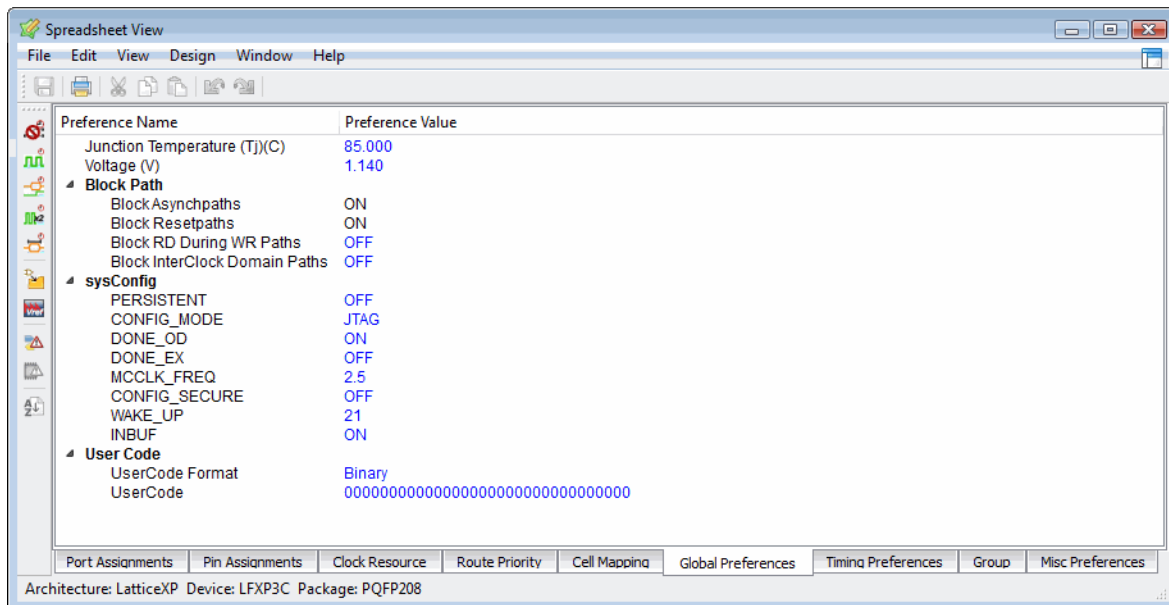 Spreadsheet View
File Edit View Design Window Help
Preference Name Preference Value
Junction Temperature (Tj)(C) 85.000
Voltage (V) 1.140
Block Path
Block Asynchpaths ON
Block Resetpaths ON
Block RD During WR Paths OFF
Block InterClock Domain Paths OFF
sysConfig
PERSISTENT OFF
CONFIG_MODE JTAG
DONE_OD ON
DONE_EX OFF
MCCLK_FREQ 2.5
CONFIG_SECURE OFF
WAKE_UP 21
INBUF ON
User Code
UserCode Format Binary
UserCode 00000000000000000000000000000000
Port Assignments Pin Assignments Clock Resource Route Priority Cell Mapping Global Preferences Timing Preferences Group Misc Preferences
Architecture: LatticeXP Device: LFXP3C Package: PQFP208